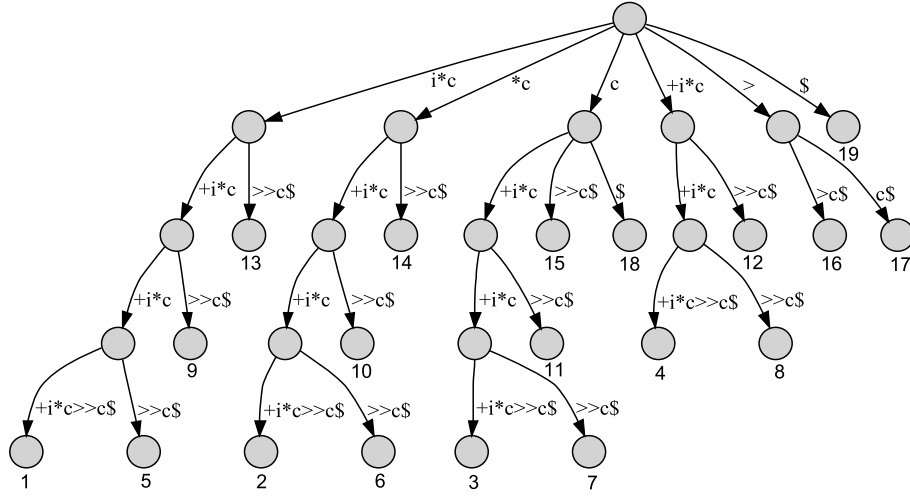 i*c *c c +i*c > $
19
+i*c >>c$ +i*c >>c$ +i*c >>c$ $ +i*c >>c$ >c$ c$
13 14 15 18 12 16 17
+i*c >>c$ +i*c >>c$ +i*c >>c$ +i*c>>c$ >>c$
9 10 11 4 8
+i*c>>c$ >>c$ +i*c>>c$ >>c$ +i*c>>c$ >>c$
1 5 2 6 3 7